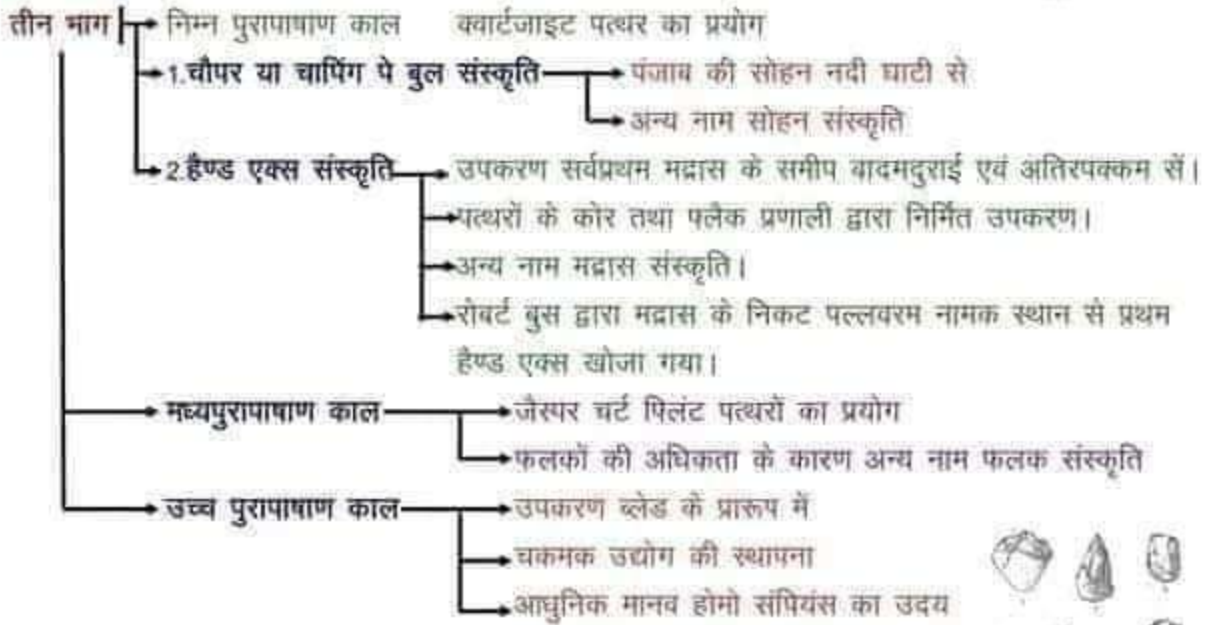 तीन भाग निम्न पुरापाषाण काल क्वार्टजाइट पत्थर का प्रयोग
1.चौपर या चापिंग पे बुल संस्कृति पंजाब की सोहन नदी घाटी से
अन्य नाम सोहन संस्कृति
2.हैण्ड एक्स संस्कृति उपकरण सर्वप्रथम मद्रास के समीप बादमदुराई एवं अतिरपक्कम सें।
पत्थरों के कोर तथा फ्लैक प्रणाली द्वारा निर्मित उपकरण।
अन्य नाम मद्रास संस्कृति।
रोबर्ट बुस द्वारा मद्रास के निकट पल्लवरम नामक स्थान से प्रथम
हैण्ड एक्स खोजा गया।
मध्यपुरापाषाण काल जैस्पर चर्ट पिलंट पत्थरों का प्रयोग
फलकों की अधिकता के कारण अन्य नाम फलक संस्कृति
उच्च पुरापाषाण काल उपकरण ब्लेड के प्रारूप में
चकमक उद्योग की स्थापना
आधुनिक मानव होमो संपियंस का उदय